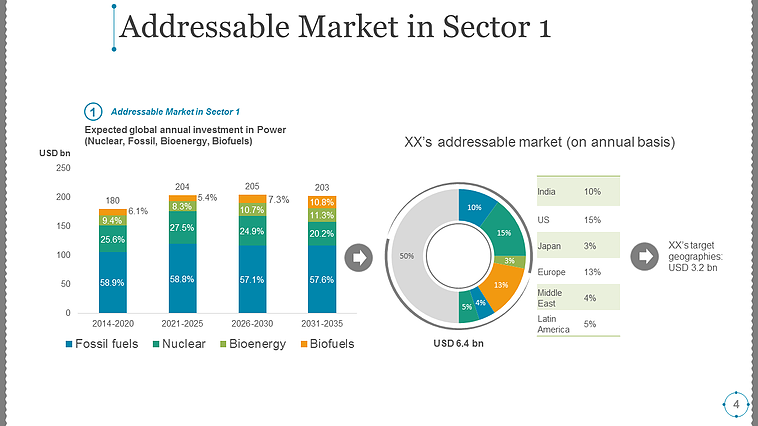 Addressable Market in Sector 1
1
Addressable Market in Sector 1
Expected global annual investment in Power
(Nuclear, Fossil, Bioenergy, Biofuels)
USD bn
250
200
150
100
50
0
180
6.1%
9.4%
25.6%
58.9%
204
5.4%
8.3%
27.5%
58.8%
205
7.3%
10.7%
24.9%
57.1%
203
10.8%
11.3%
20.2%
57.6%
2014-2020
2021-2025
2026-2030
2031-2035
Fossil fuels
Nuclear
Bioenergy
Biofuels
XX's addressable market (on annual basis)
10%
15%
3%
13%
4%
5%
50%
USD 6.4 bn
India 10%
US 15%
Japan 3%
Europe 13%
Middle
East 4%
Latin
America 5%
XX's target
geographies:
USD 3.2 bn
4